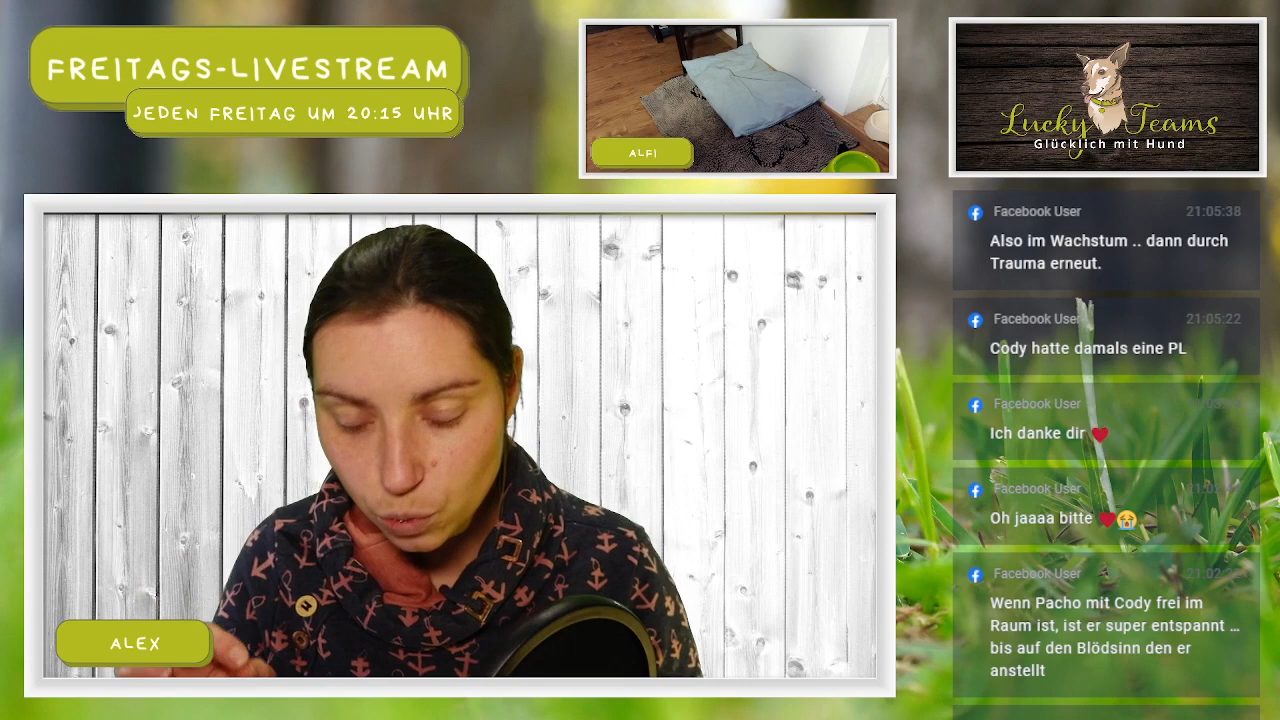 FREITAGS-LIVESTREAM
JEDEN FREITAG UM 20:15 UHR
ALFI
Lucky Teams
Glücklich mit Hund
Facebook User 21:05:38
Also im Wachstum .. dann durch
Trauma erneut.
Facebook User 21:05:22
Cody hatte damals eine PL
Facebook User
Ich danke dir ❤️
Facebook User
Oh jaaaa bitte ❤️😭
Facebook User
Wenn Pacho mit Cody frei im
Raum ist, ist er super entspannt …
bis auf den Blödsinn den er
anstellt
ALEX